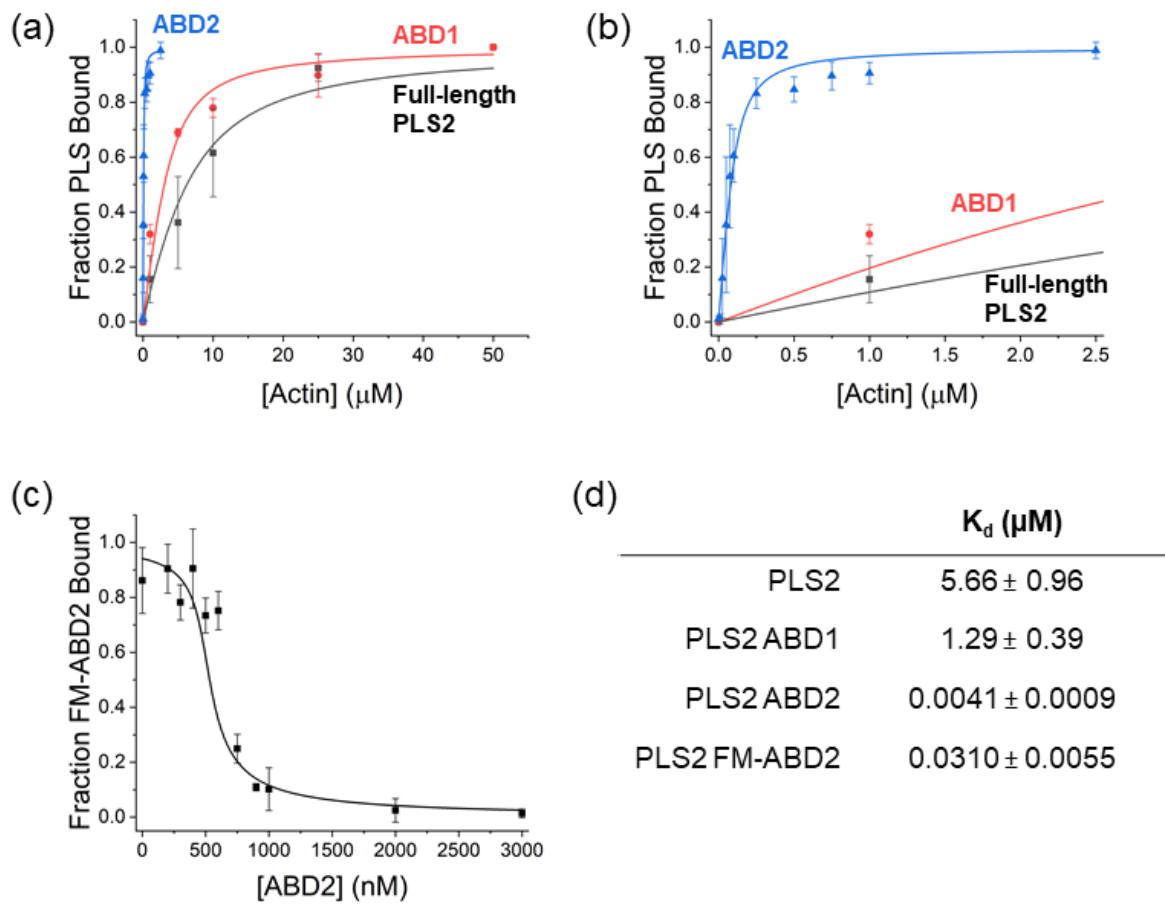 (a)
ABD2
ABD1
Full-length
PLS2
Fraction PLS Bound
1.0
0.8
0.6
0.4
0.2
0.0
0 10 20 30 40 50
[Actin] (μM)
(b)
ABD2
ABD1
Full-length
PLS2
Fraction PLS Bound
1.0
0.8
0.6
0.4
0.2
0.0
0.0 0.5 1.0 1.5 2.0 2.5
[Actin] (μM)
(c)
Fraction FM-ABD2 Bound
1.0
0.8
0.6
0.4
0.2
0.0
0 500 1000 1500 2000 2500 3000
[ABD2] (nM)
(d)
Kd (μM)
PLS2 5.66 ± 0.96
PLS2 ABD1 1.29 ± 0.39
PLS2 ABD2 0.0041 ± 0.0009
PLS2 FM-ABD2 0.0310 ± 0.0055